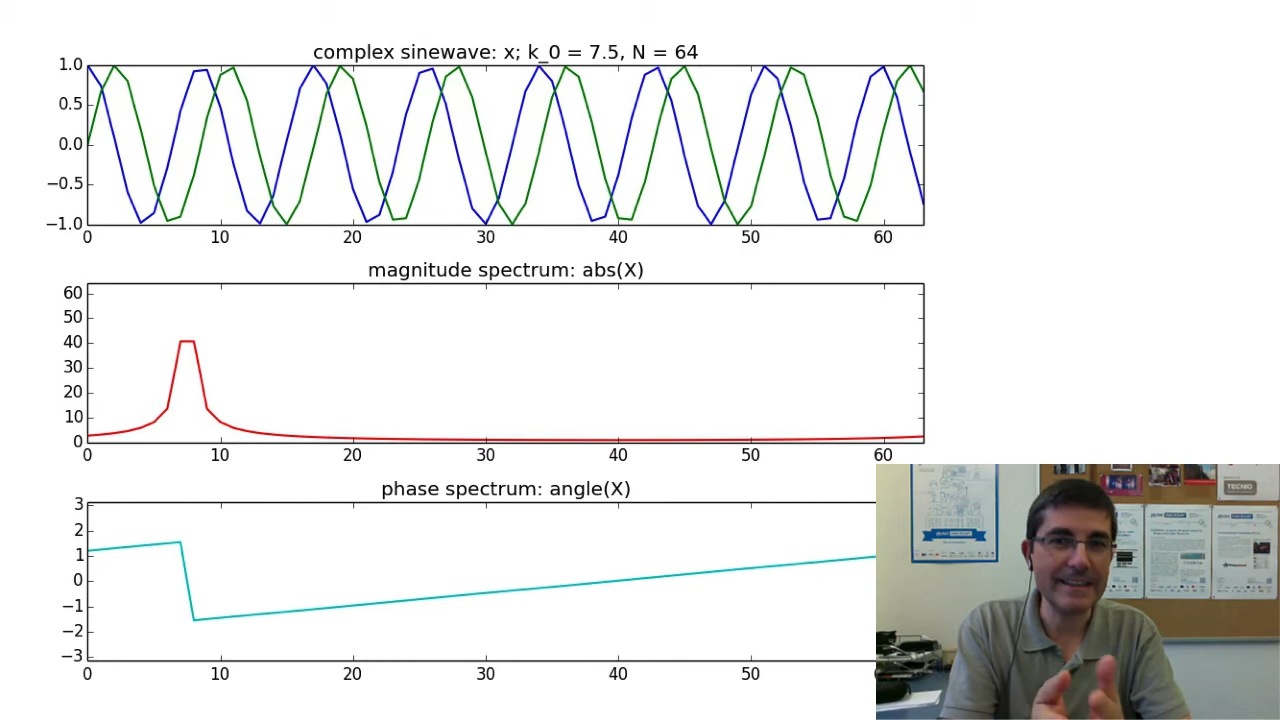 complex sinewave: x; k_0 = 7.5, N = 64
1.0
0.5
0.0
−0.5
−1.0
0 10 20 30 40 50 60
magnitude spectrum: abs(X)
60
50
40
30
20
10
0
0 10 20 30 40 50 60
phase spectrum: angle(X)
3
2
1
0
−1
−2
−3
0 10 20 30 40 50
TECNIO